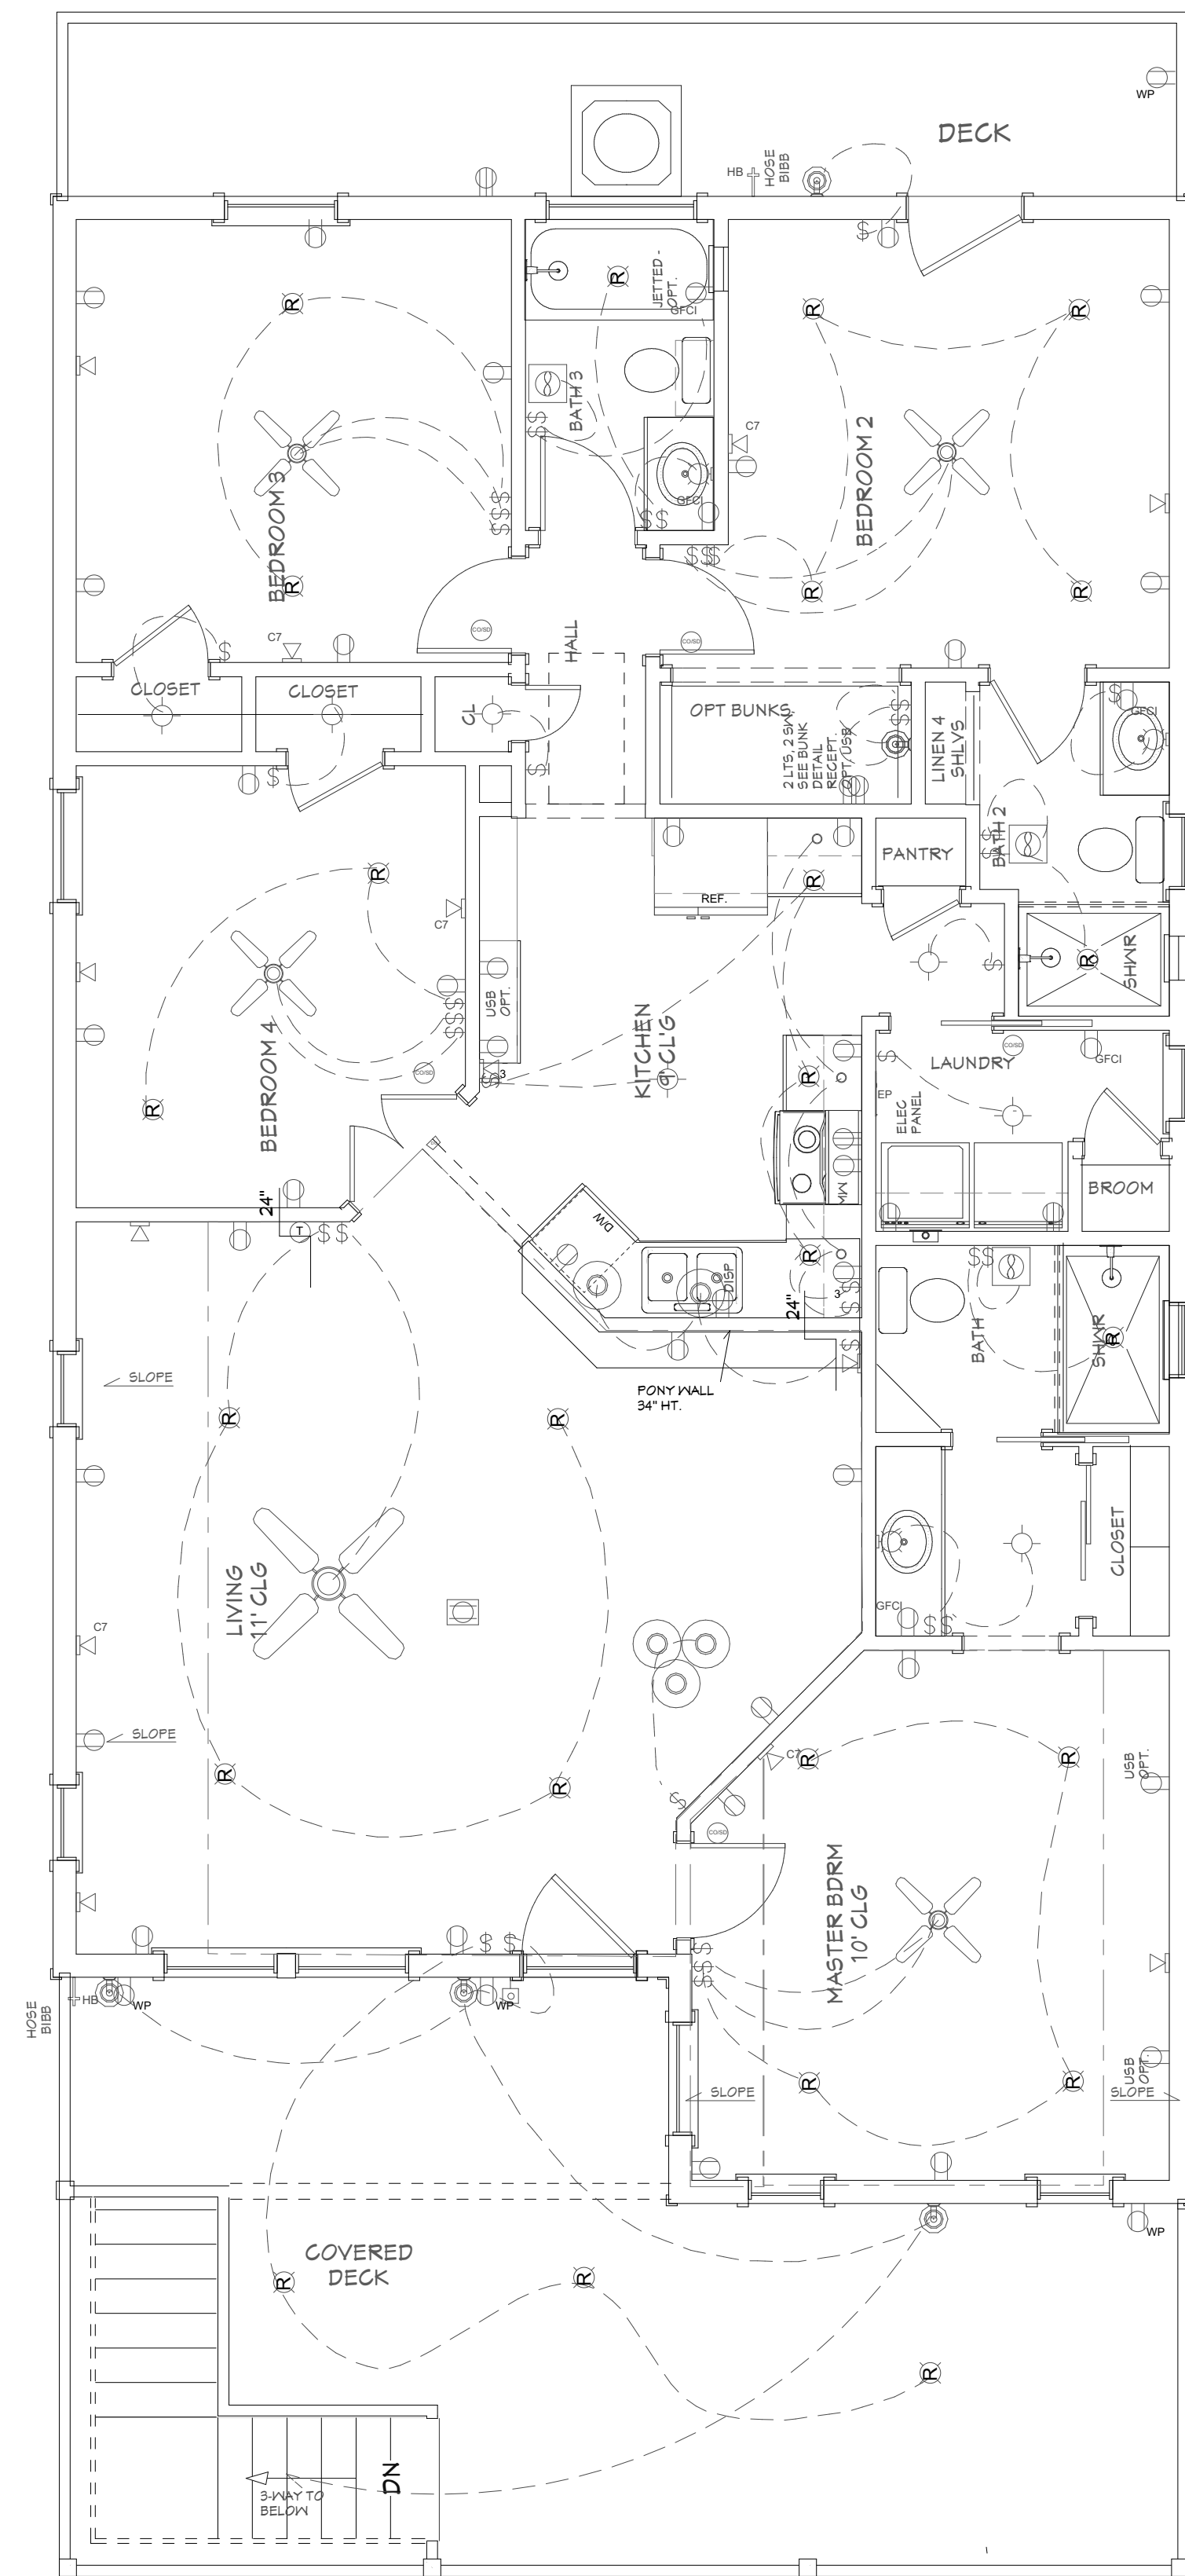 WP
DECK
HB
HOSE
BIBB
$
JETTED -
OPT.
GFCI
R
R
R
R
BATH 3
$$
C7
BEDROOM 2
BEDROOM 3
GFCI
$$$
$$
$$$
R
R
R
CO/SD
CO/SD
HALL
C7
$
CLOSET
CLOSET
CL
OPT BUNKS
2 LTS, 2 SW.
SEE BUNK
DETAIL
RECEPT.
OPT. USB
$$$
LINEN 4
SHLVS
$
GFCI
$
$
BATH 2
$$
PANTRY
R
R
REF.
C7
USB
OPT.
$$$
$
SHWR
R
KITCHEN
9' CL'G
CO/SD
$$
3
BEDROOM 4
R
R
CO/SD
GFCI
LAUNDRY
$
EP
ELEC
PANEL
MW
BROOM
24"
T
$$
D/W
DISP
R
24"
3
$$
$
$$
BATH
SHWR
R
PONY WALL
34" HT.
SLOPE
R
R
CLOSET
GFCI
$$
LIVING
11' CLG
C7
SLOPE
R
R
C7
R
R
USB
OPT.
$
CO/SD
MASTER BDRM
10' CLG
$$
$$$
HOSE
BIBB
HB
WP
WP
R
R
USB
OPT.
SLOPE
SLOPE
WP
COVERED
DECK
R
R
R
DN
3-WAY TO
BELOW